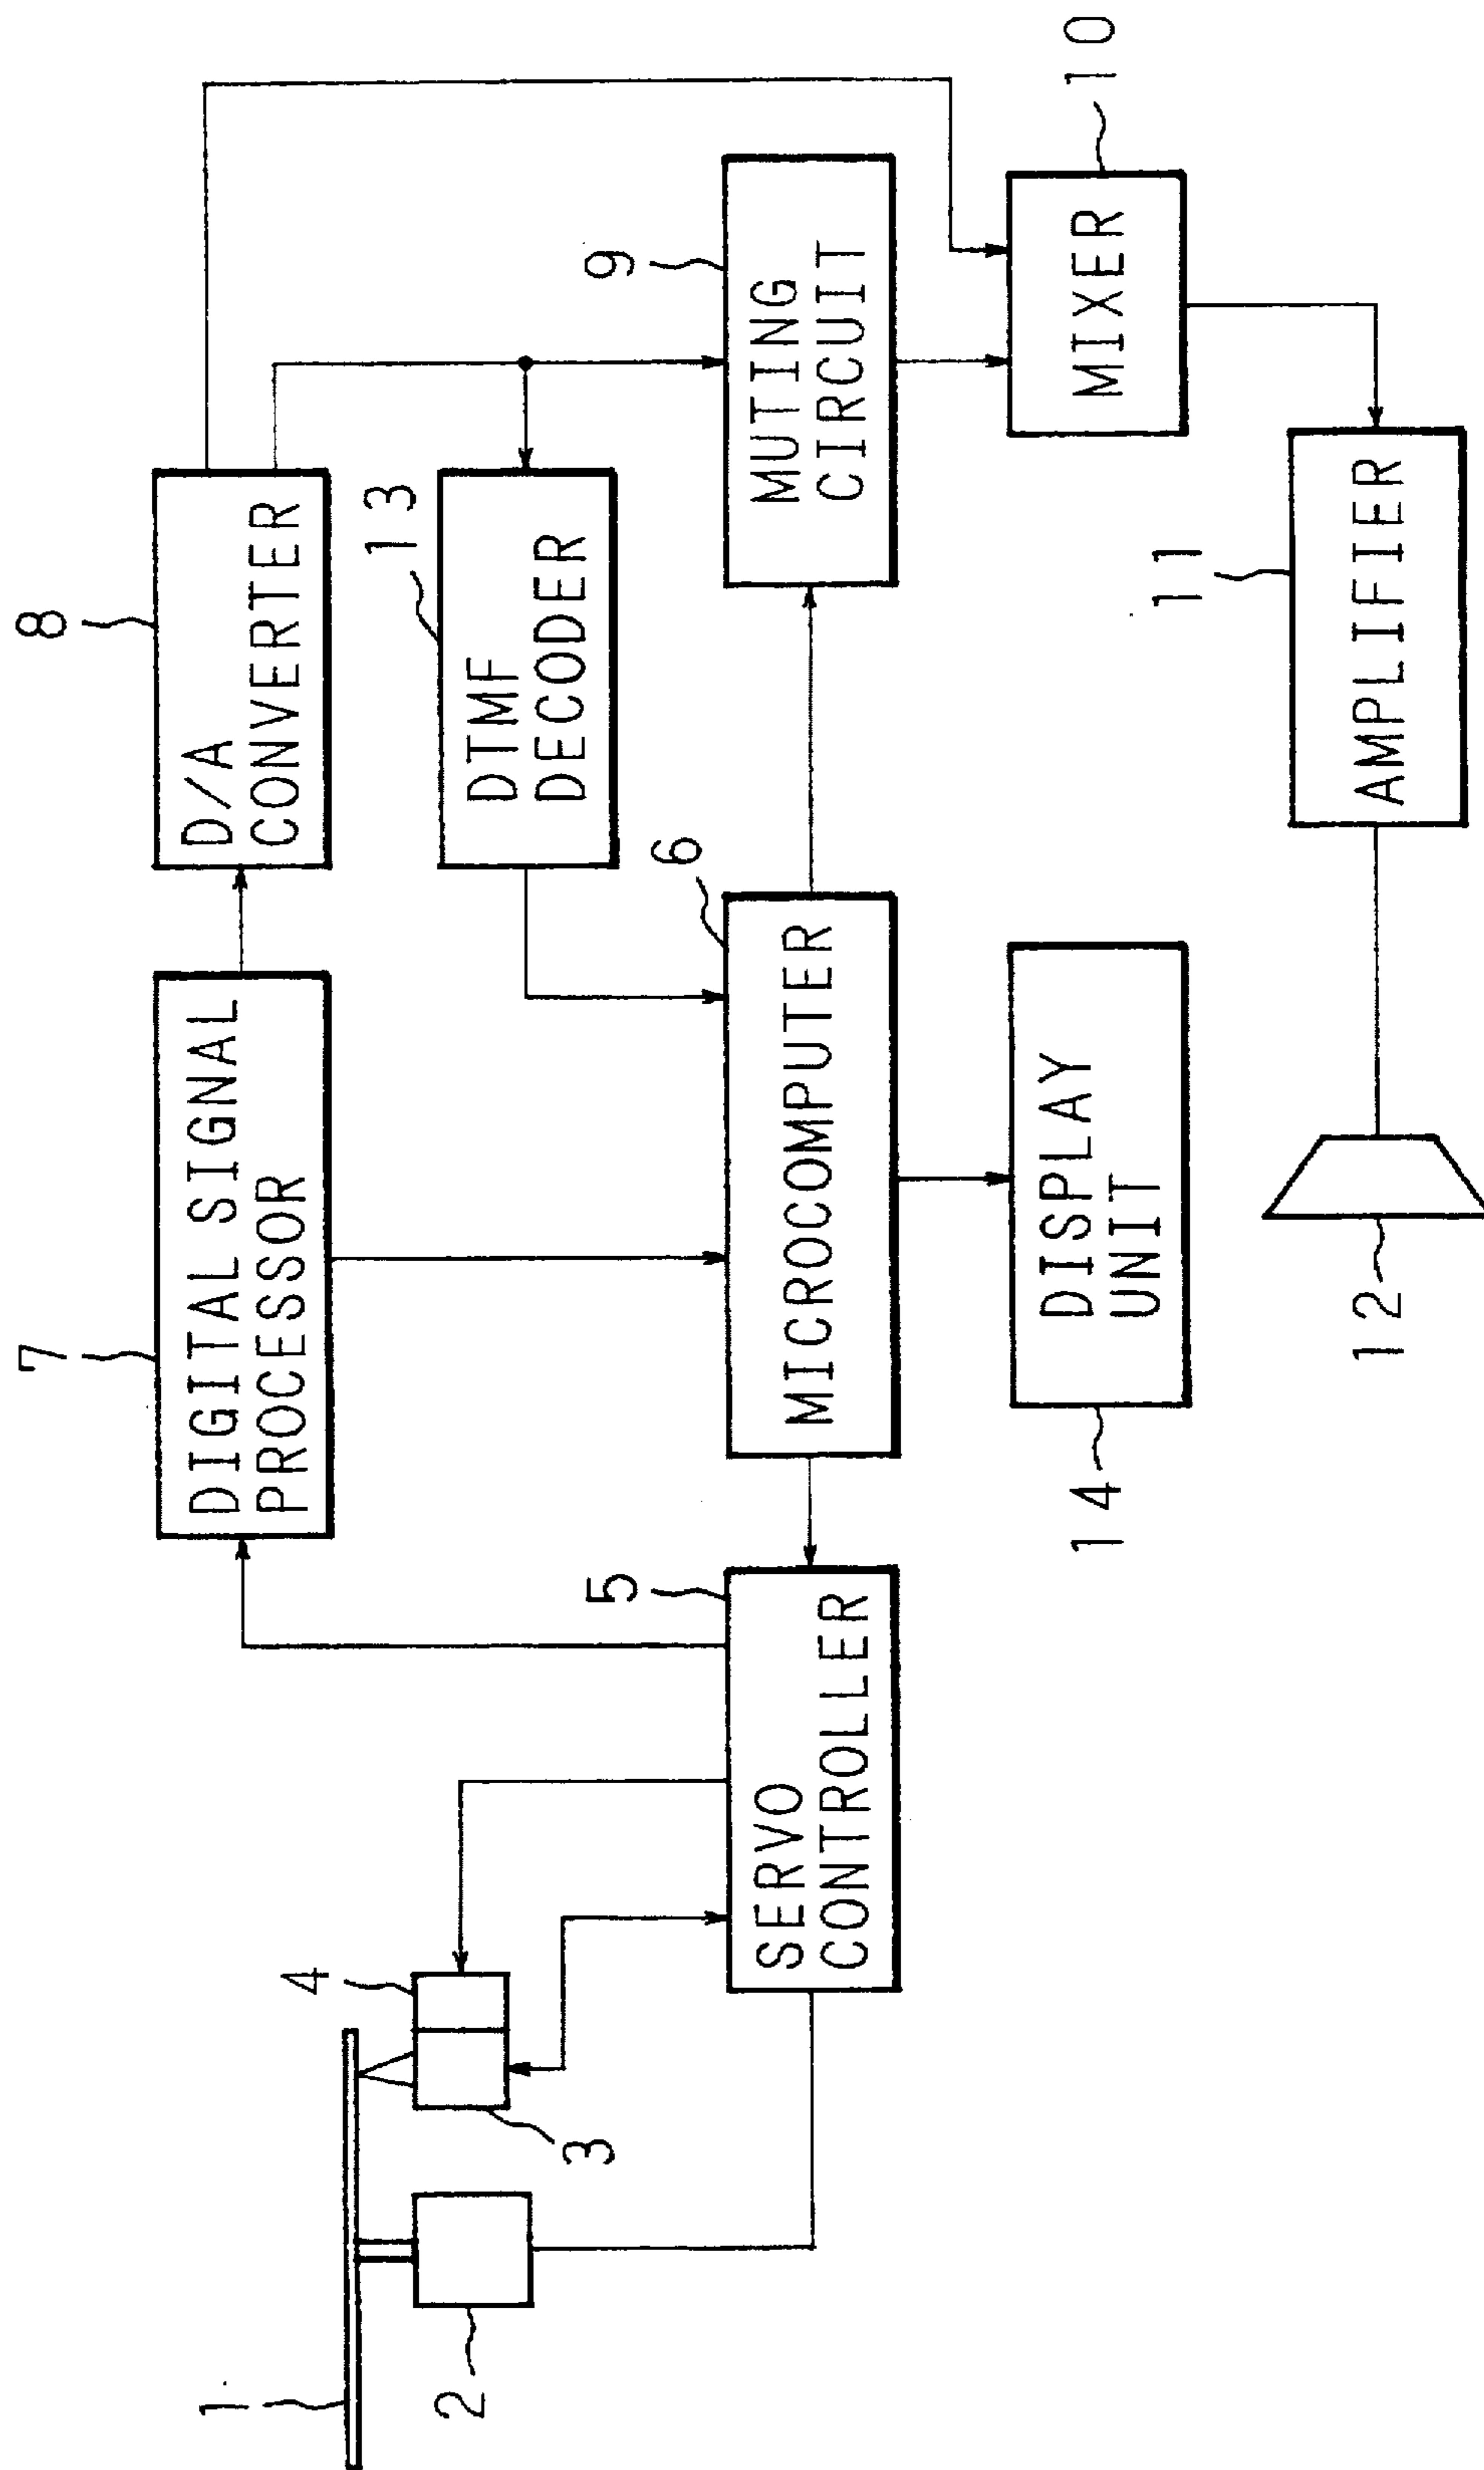 7
8
DIGITAL SIGNAL
PROCESSOR
D/A
CONVERTER
1
4
13
2
3
DTMF
DECODER
5
6
9
SERVO
CONTROLLER
MICROCOMPUTER
MUTING
CIRCUIT
14
DISPLAY
UNIT
MIXER
10
11
12
AMPLIFIER